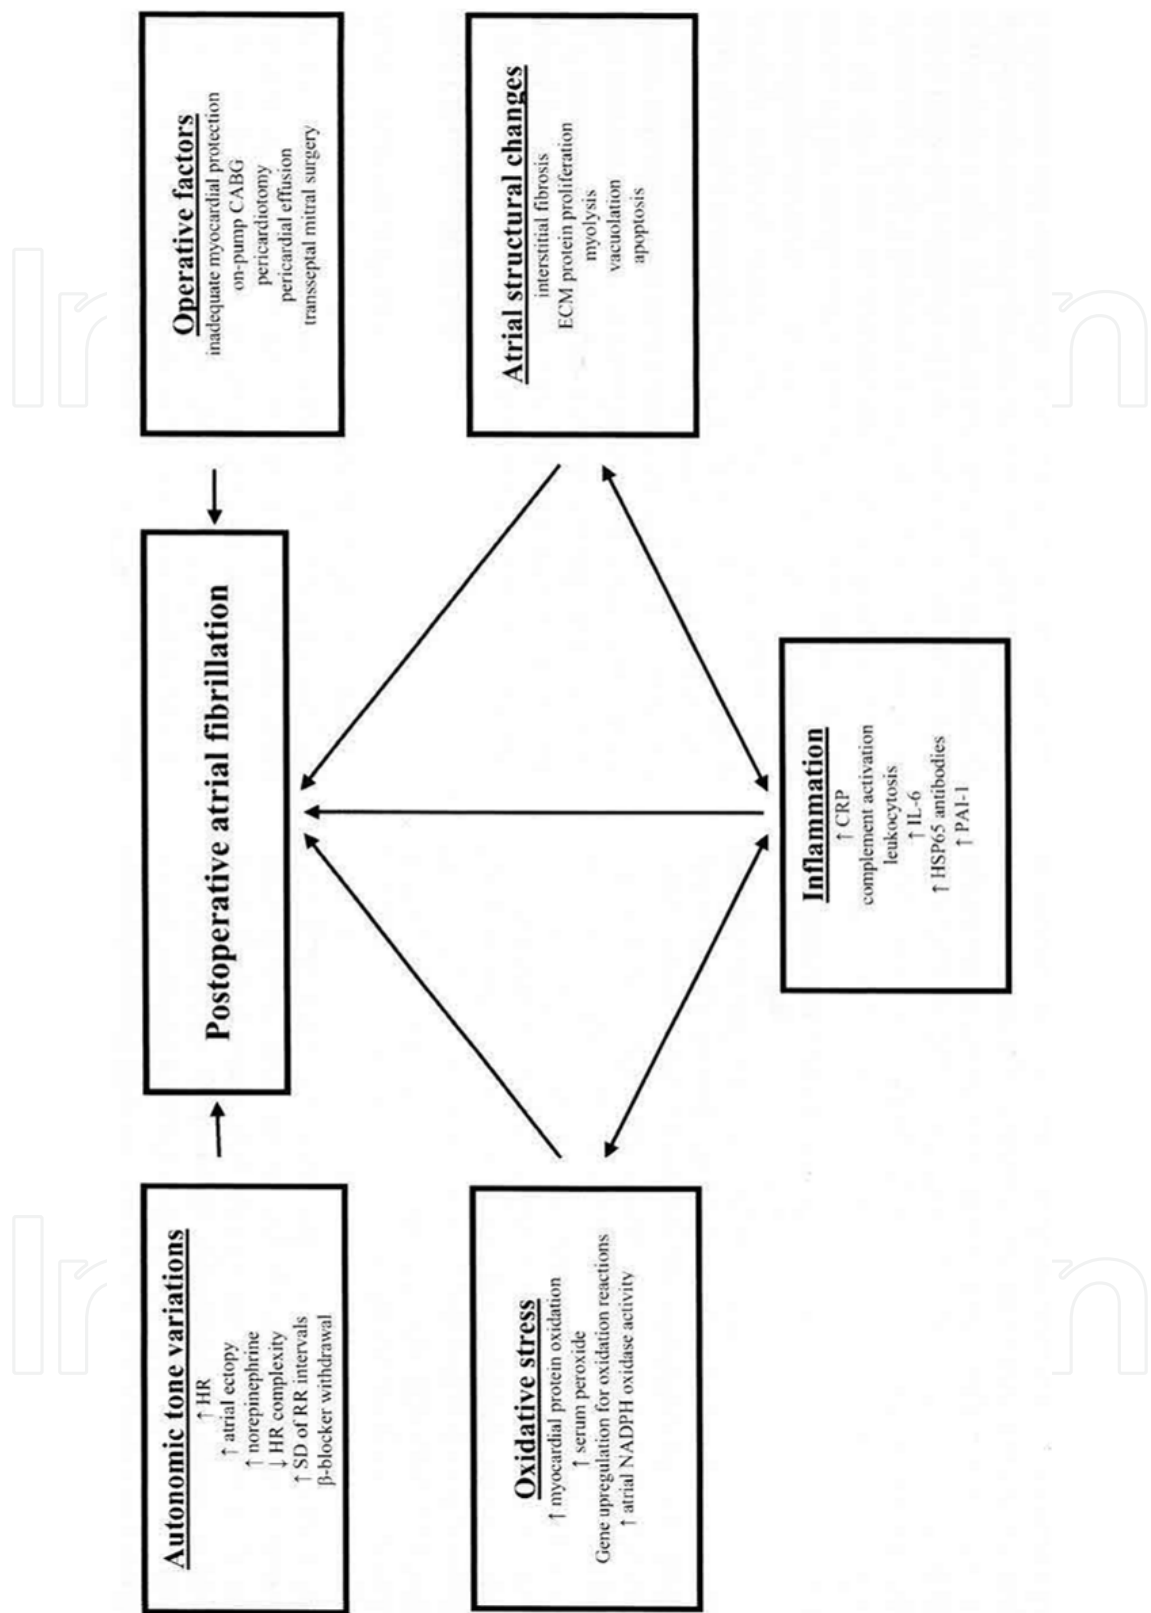 Autonomic tone variations
↑ HR
↑ atrial ectopy
↑ norepinephrine
↓ HR complexity
↑ SD of RR intervals
β-blocker withdrawal
Postoperative atrial fibrillation
Operative factors
inadequate myocardial protection
on-pump CABG
pericardiotomy
pericardial effusion
transseptal mitral surgery
Oxidative stress
↑ myocardial protein oxidation
↑ serum peroxide
Gene upregulation for oxidation reactions
↑ atrial NADPH oxidase activity
Inflammation
↑ CRP
complement activation
leukocytosis
↑ IL-6
↑ HSP65 antibodies
↑ PAI-1
Atrial structural changes
interstitial fibrosis
ECM protein proliferation
myolysis
vacuolation
apoptosis